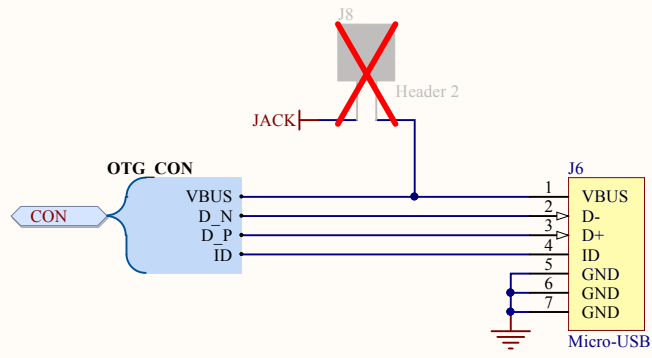 J8
Header 2
JACK
OTG_CON
CON
VBUS
D_N
D_P
ID
J6
1 VBUS
2 D-
3 D+
4 ID
5 GND
6 GND
7 GND
Micro-USB